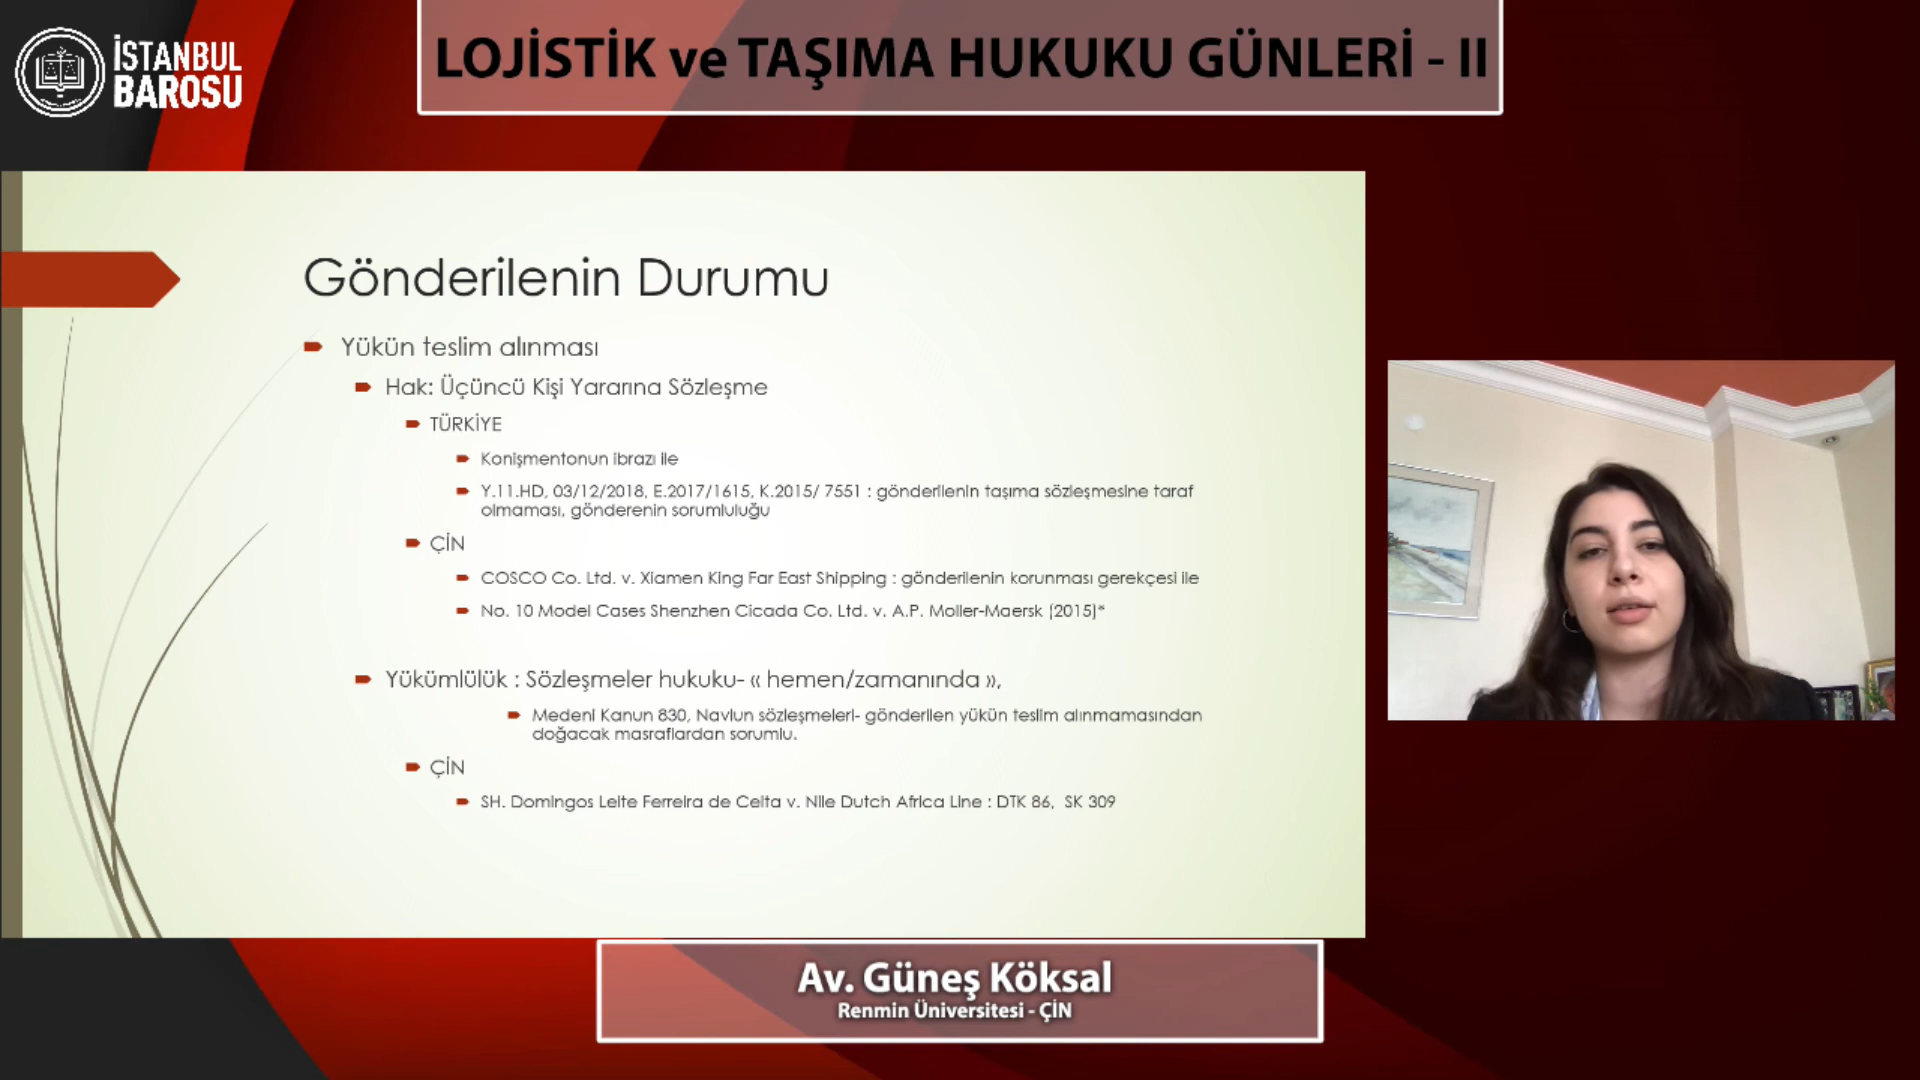 İSTANBUL
BAROSU
LOJİSTİK ve TAŞIMA HUKUKU GÜNLERİ - II
Gönderilenin Durumu
Yükün teslim alınması
Hak: Üçüncü Kişi Yararına Sözleşme
TÜRKİYE
Konişmentonun ibrazı ile
Y.11.HD, 03/12/2018, E.2017/1615, K.2015/ 7551 : gönderilenin taşıma sözleşmesine taraf
olmaması, gönderenin sorumluluğu
ÇİN
COSCO Co. Ltd. v. Xiamen King Far East Shipping : gönderilenin korunması gerekçesi ile
No. 10 Model Cases Shenzhen Cicada Co. Ltd. v. A.P. Moller-Maersk (2015)*
Yükümlülük : Sözleşmeler hukuku- « hemen/zamanında »,
Medeni Kanun 830, Navlun sözleşmeleri- gönderilen yükün teslim alınmamasından
doğacak masraflardan sorumlu.
ÇİN
SH. Domingos Leite Ferreira de Ceita v. Nile Dutch Africa Line : DTK 86,  SK 309
Av. Güneş Köksal
Renmin Üniversitesi - ÇİN